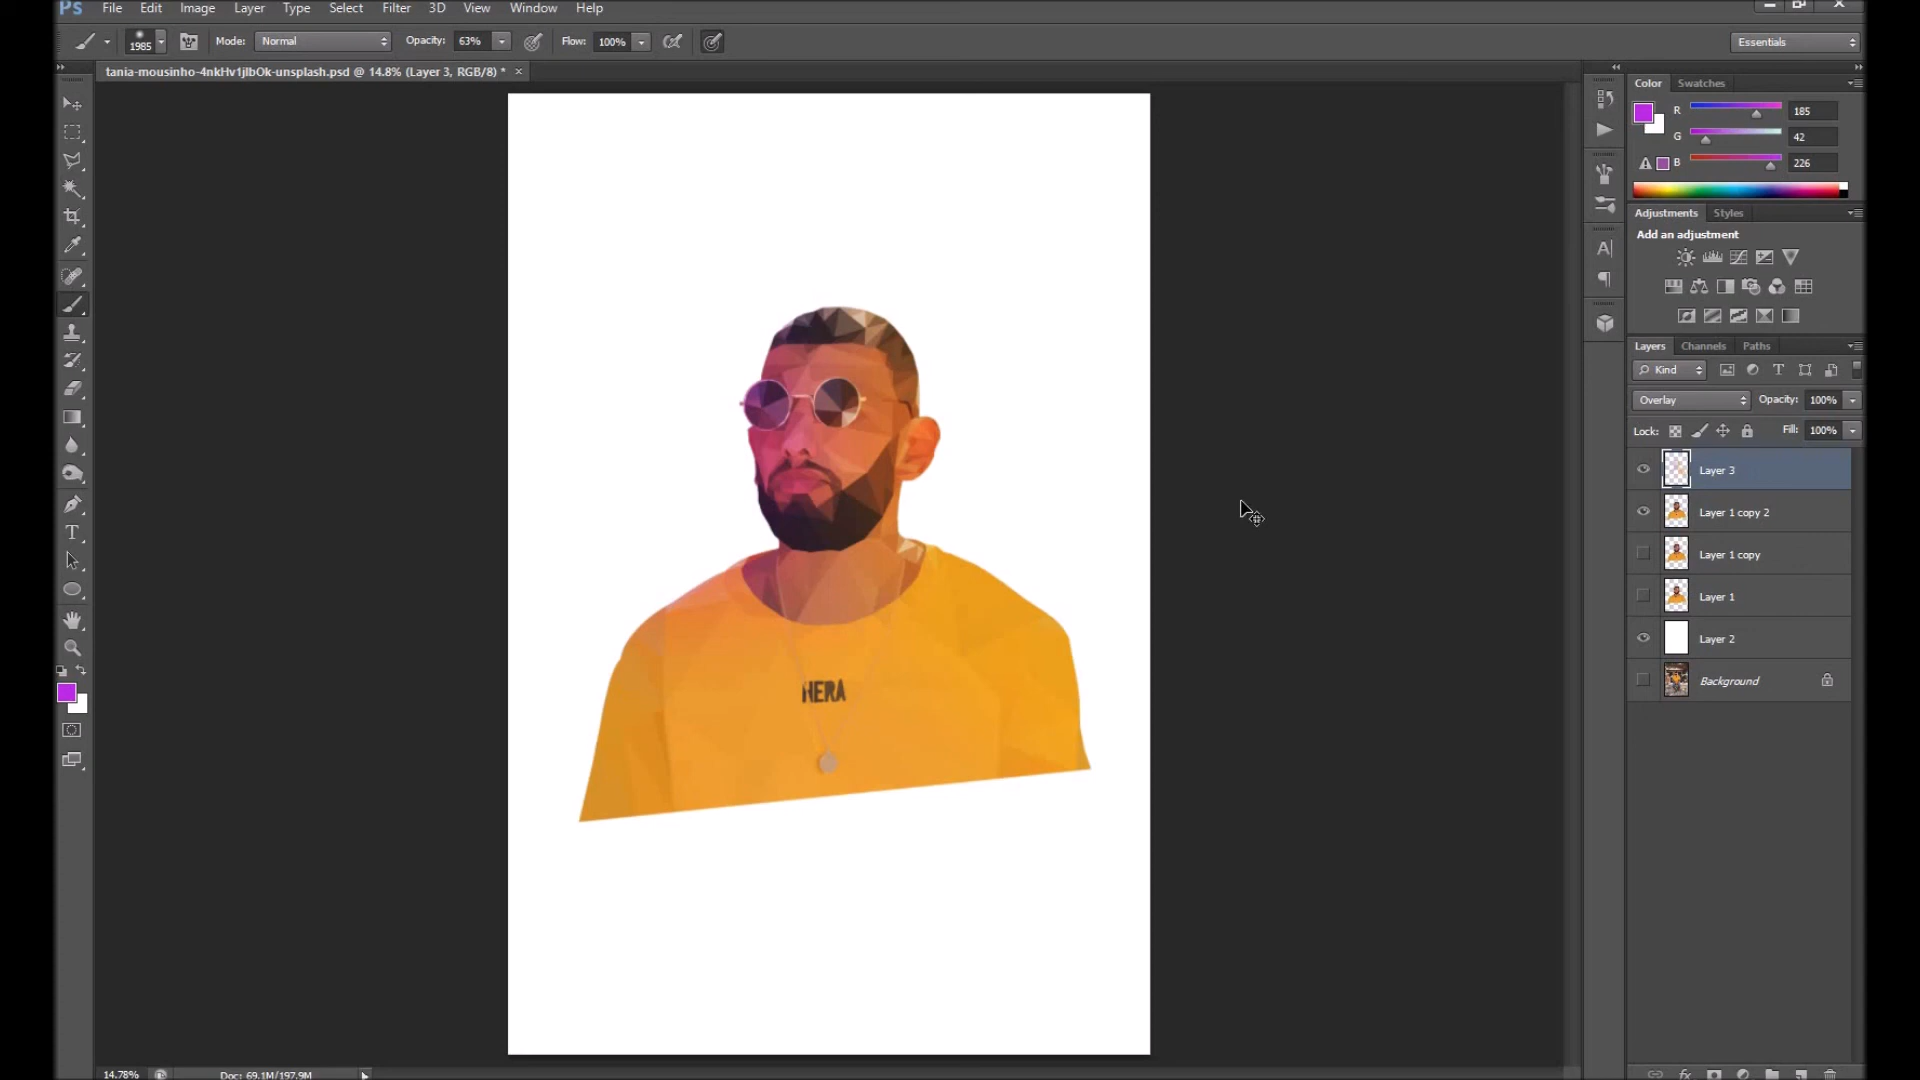 Ps File Edit Image Layer Type Select Filter 3D View Window Help
1985 Mode: Normal Opacity: 63% Flow: 100% Essentials
tania-mousinho-4nkHv1jlbOk-unsplash.psd @ 14.8% (Layer 3, RGB/8) * ×
Color Swatches
R 185
G 42
B 226
Adjustments Styles
Add an adjustment
Layers Channels Paths
Kind
Overlay Opacity: 100%
Lock: Fill: 100%
Layer 3
Layer 1 copy 2
Layer 1 copy
Layer 1
Layer 2
Background
HERA
14.78% Doc: 69.1M/197.9M